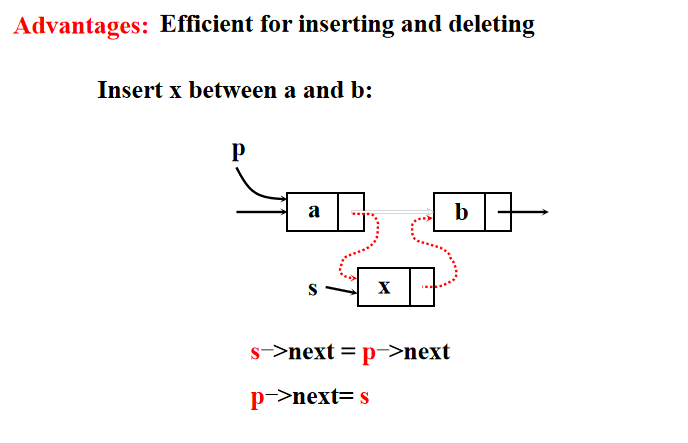 Advantages: Efficient for inserting and deleting
Insert x between a and b:
p
a
b
s
x
s->next = p->next
p->next= s